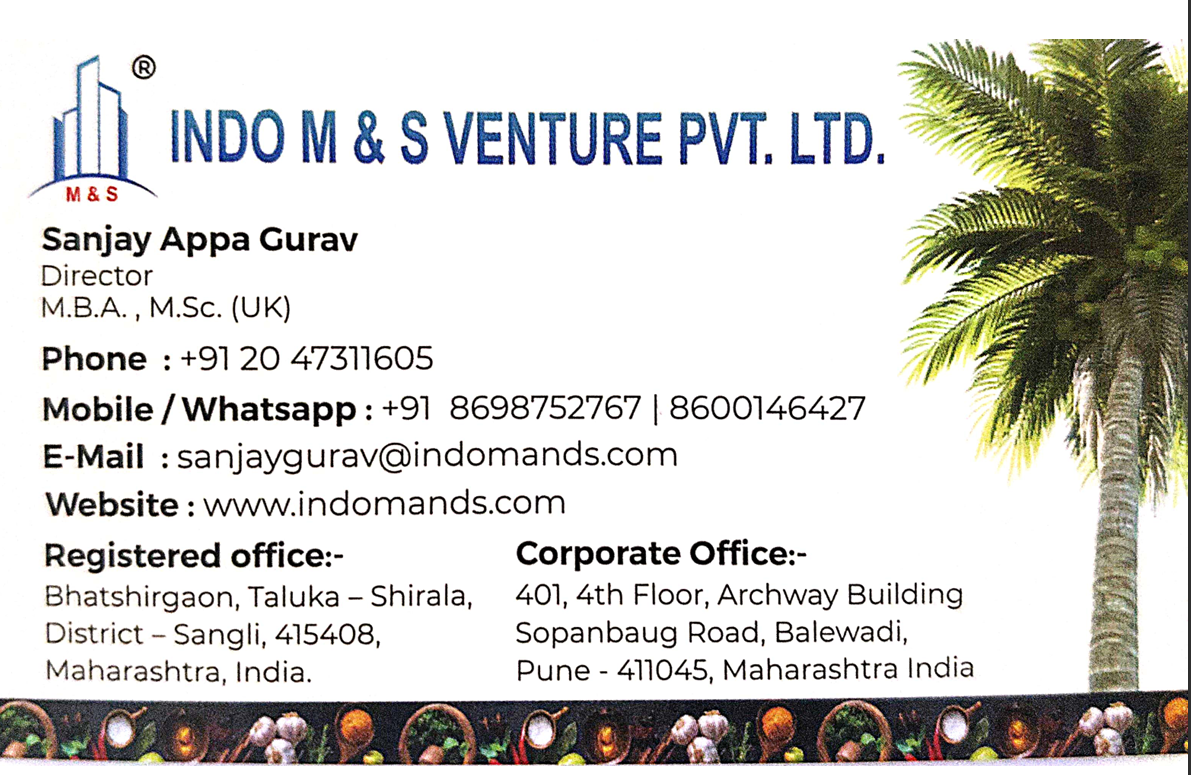 ®
INDO M & S VENTURE PVT. LTD.
M & S
Sanjay Appa Gurav
Director
M.B.A. , M.Sc. (UK)
Phone : +91 20 47311605
Mobile / Whatsapp : +91 8698752767 | 8600146427
E-Mail : sanjaygurav@indomands.com
Website : www.indomands.com
Registered office:-
Bhatshirgaon, Taluka – Shirala,
District – Sangli, 415408,
Maharashtra, India.
Corporate Office:-
401, 4th Floor, Archway Building
Sopanbaug Road, Balewadi,
Pune - 411045, Maharashtra India